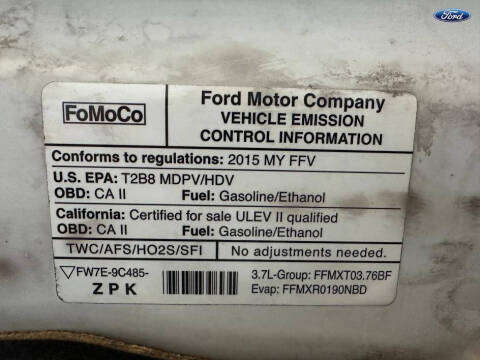 Ford
FoMoCo
Ford Motor Company
VEHICLE EMISSION
CONTROL INFORMATION
Conforms to regulations: 2015 MY FFV
U.S. EPA: T2B8 MDPV/HDV
OBD: CA II Fuel: Gasoline/Ethanol
California: Certified for sale ULEV II qualified
OBD: CA II Fuel: Gasoline/Ethanol
TWC/AFS/HO2S/SFI No adjustments needed.
FW7E-9C485-
ZPK
3.7L-Group: FFMXT03.76BF
Evap: FFMXR0190NBD